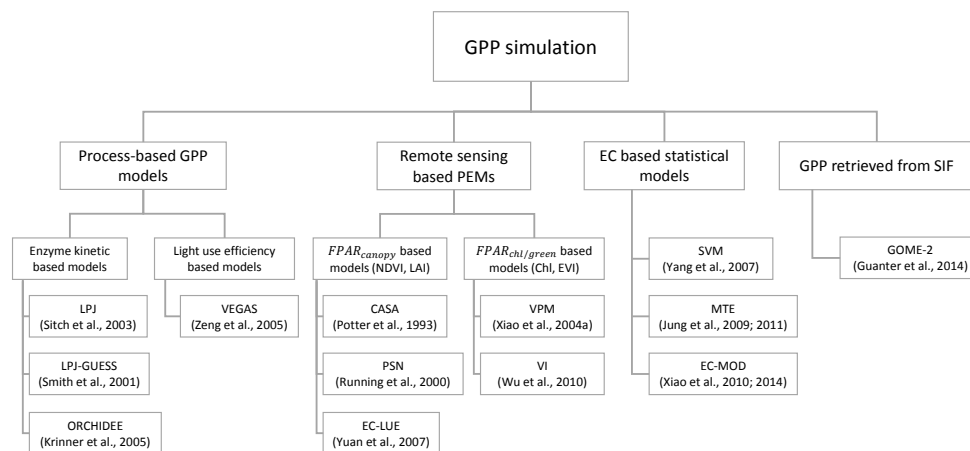 GPP simulation
Process-based GPP
models
Remote sensing
based PEMs
EC based statistical
models
GPP retrieved from SIF
Enzyme kinetic
based models
Light use efficiency
based models
FPAR_canopy based
models (NDVI, LAI)
FPAR_chl/green based
models (Chl, EVI)
SVM
(Yang et al., 2007)
GOME-2
(Guanter et al., 2014)
LPJ
(Sitch et al., 2003)
VEGAS
(Zeng et al., 2005)
CASA
(Potter et al., 1993)
VPM
(Xiao et al., 2004a)
MTE
(Jung et al., 2009; 2011)
LPJ-GUESS
(Smith et al., 2001)
PSN
(Running et al., 2000)
VI
(Wu et al., 2010)
EC-MOD
(Xiao et al., 2010; 2014)
ORCHIDEE
(Krinner et al., 2005)
EC-LUE
(Yuan et al., 2007)